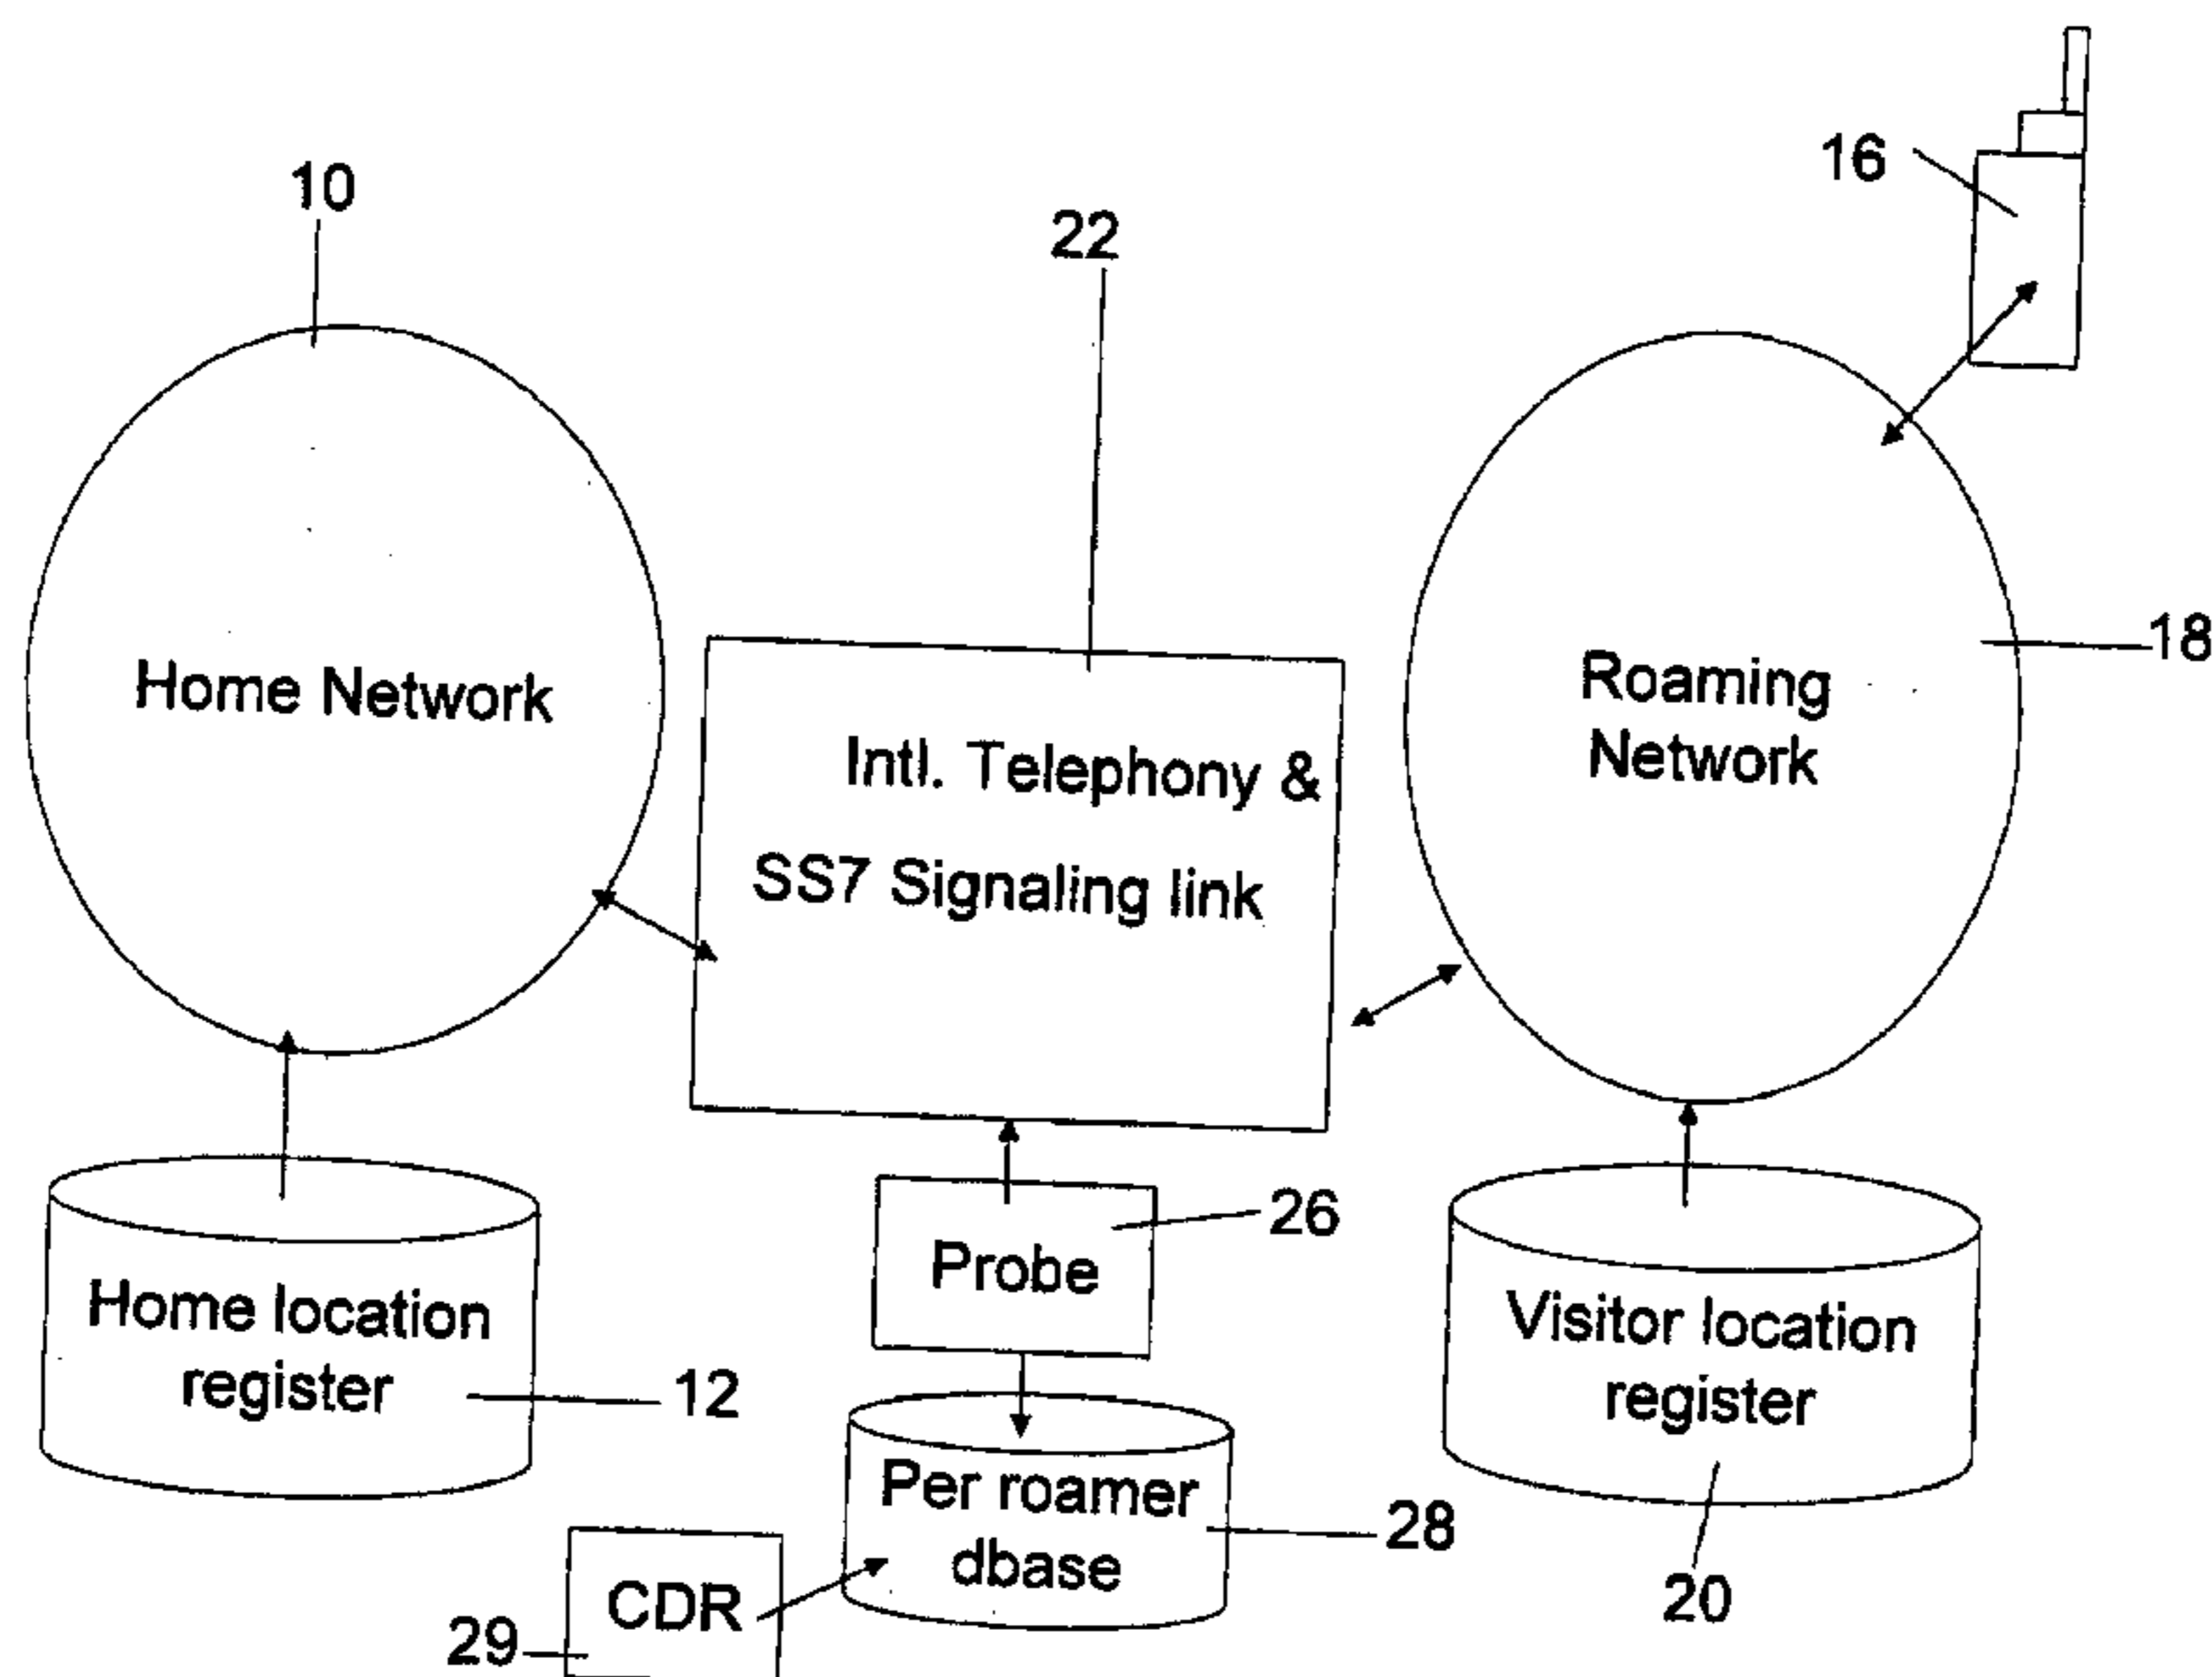 10
16
22
18
Home Network
Roaming
Network
Intl. Telephony &
SS7 Signaling link
26
Probe
Home location
register
12
Visitor location
register
Per roamer
dbase
28
CDR
29
20